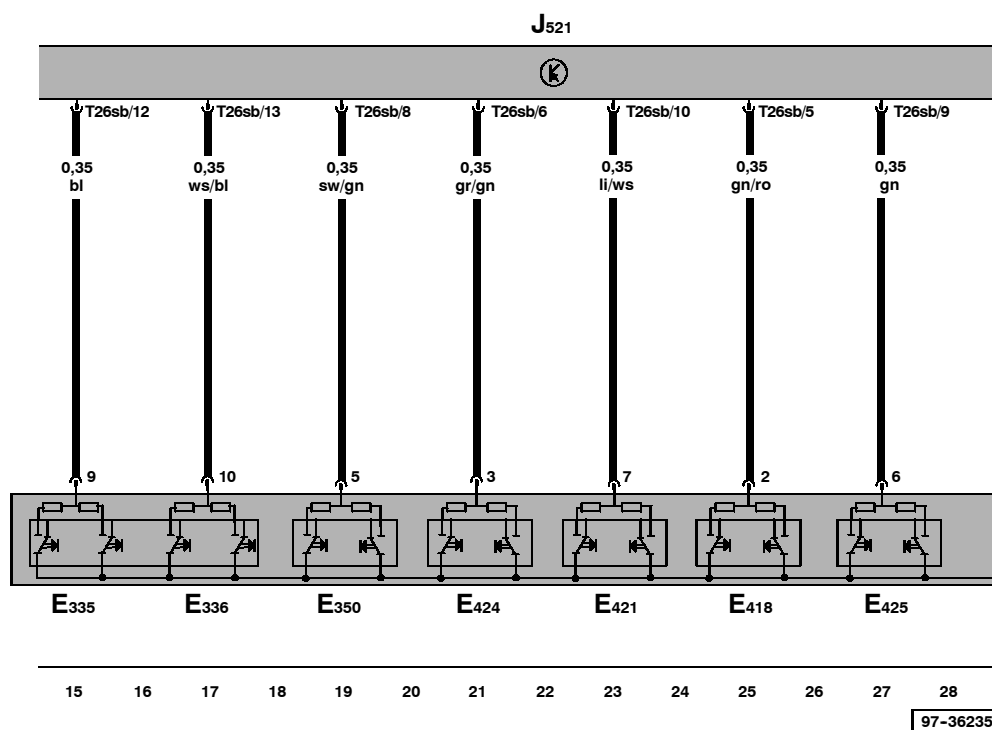 J521
T26sb/12 T26sb/13 T26sb/8 T26sb/6 T26sb/10 T26sb/5 T26sb/9
0,35 0,35 0,35 0,35 0,35 0,35 0,35
bl ws/bl sw/gn gr/gn li/ws gn/ro gn
9 10 5 3 7 2 6
E335 E336 E350 E424 E421 E418 E425
15 16 17 18 19 20 21 22 23 24 25 26 27 28
97-36235